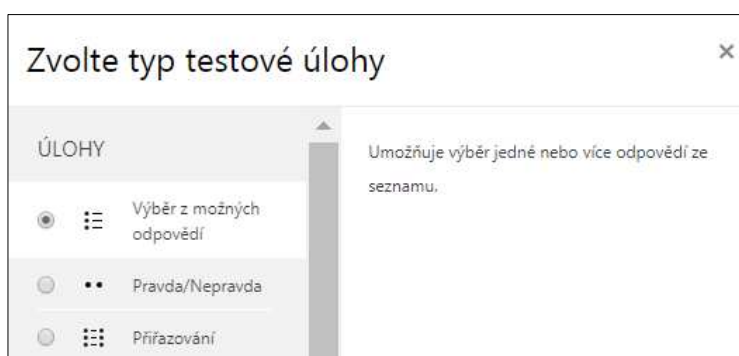 Zvolte typ testové úlohy
×
ÚLOHY
Umožňuje výběr jedné nebo více odpovědí ze
seznamu.
Výběr z možných
odpovědí
Pravda/Nepravda
Přiřazování